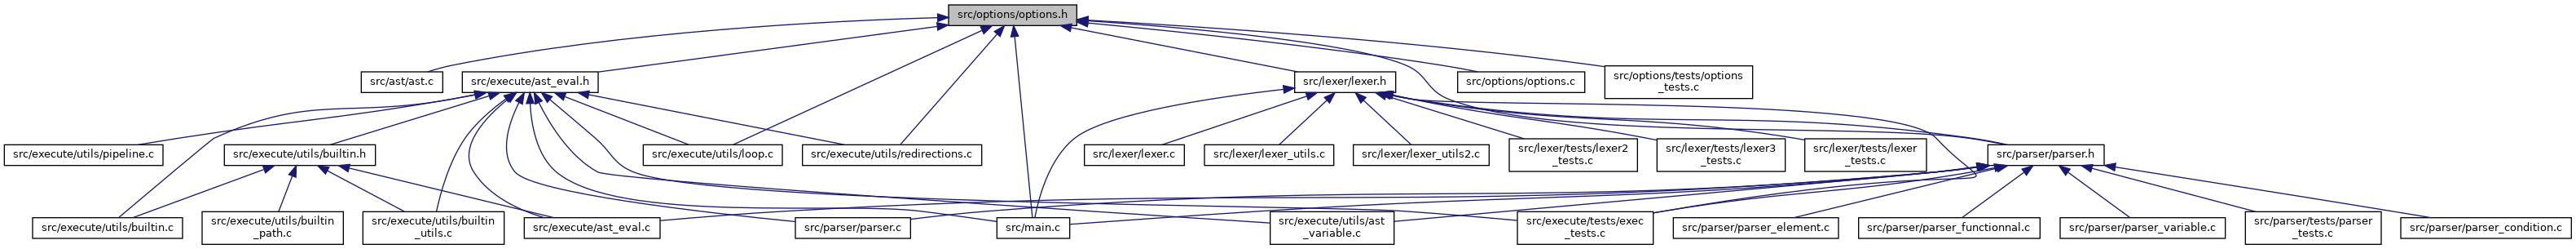 src/options/options.h
src/ast/ast.c
src/execute/ast_eval.h
src/lexer/lexer.h
src/options/options.c
src/options/tests/options
_tests.c
src/execute/utils/pipeline.c
src/execute/utils/builtin.h
src/execute/utils/loop.c
src/execute/utils/redirections.c
src/lexer/lexer.c
src/lexer/lexer_utils.c
src/lexer/lexer_utils2.c
src/lexer/tests/lexer2
_tests.c
src/lexer/tests/lexer3
_tests.c
src/lexer/tests/lexer
_tests.c
src/parser/parser.h
src/execute/utils/builtin.c
src/execute/utils/builtin
_path.c
src/execute/utils/builtin
_utils.c
src/execute/ast_eval.c
src/parser/parser.c
src/main.c
src/execute/utils/ast
_variable.c
src/execute/tests/exec
_tests.c
src/parser/parser_element.c
src/parser/parser_functionnal.c
src/parser/parser_variable.c
src/parser/tests/parser
_tests.c
src/parser/parser_condition.c